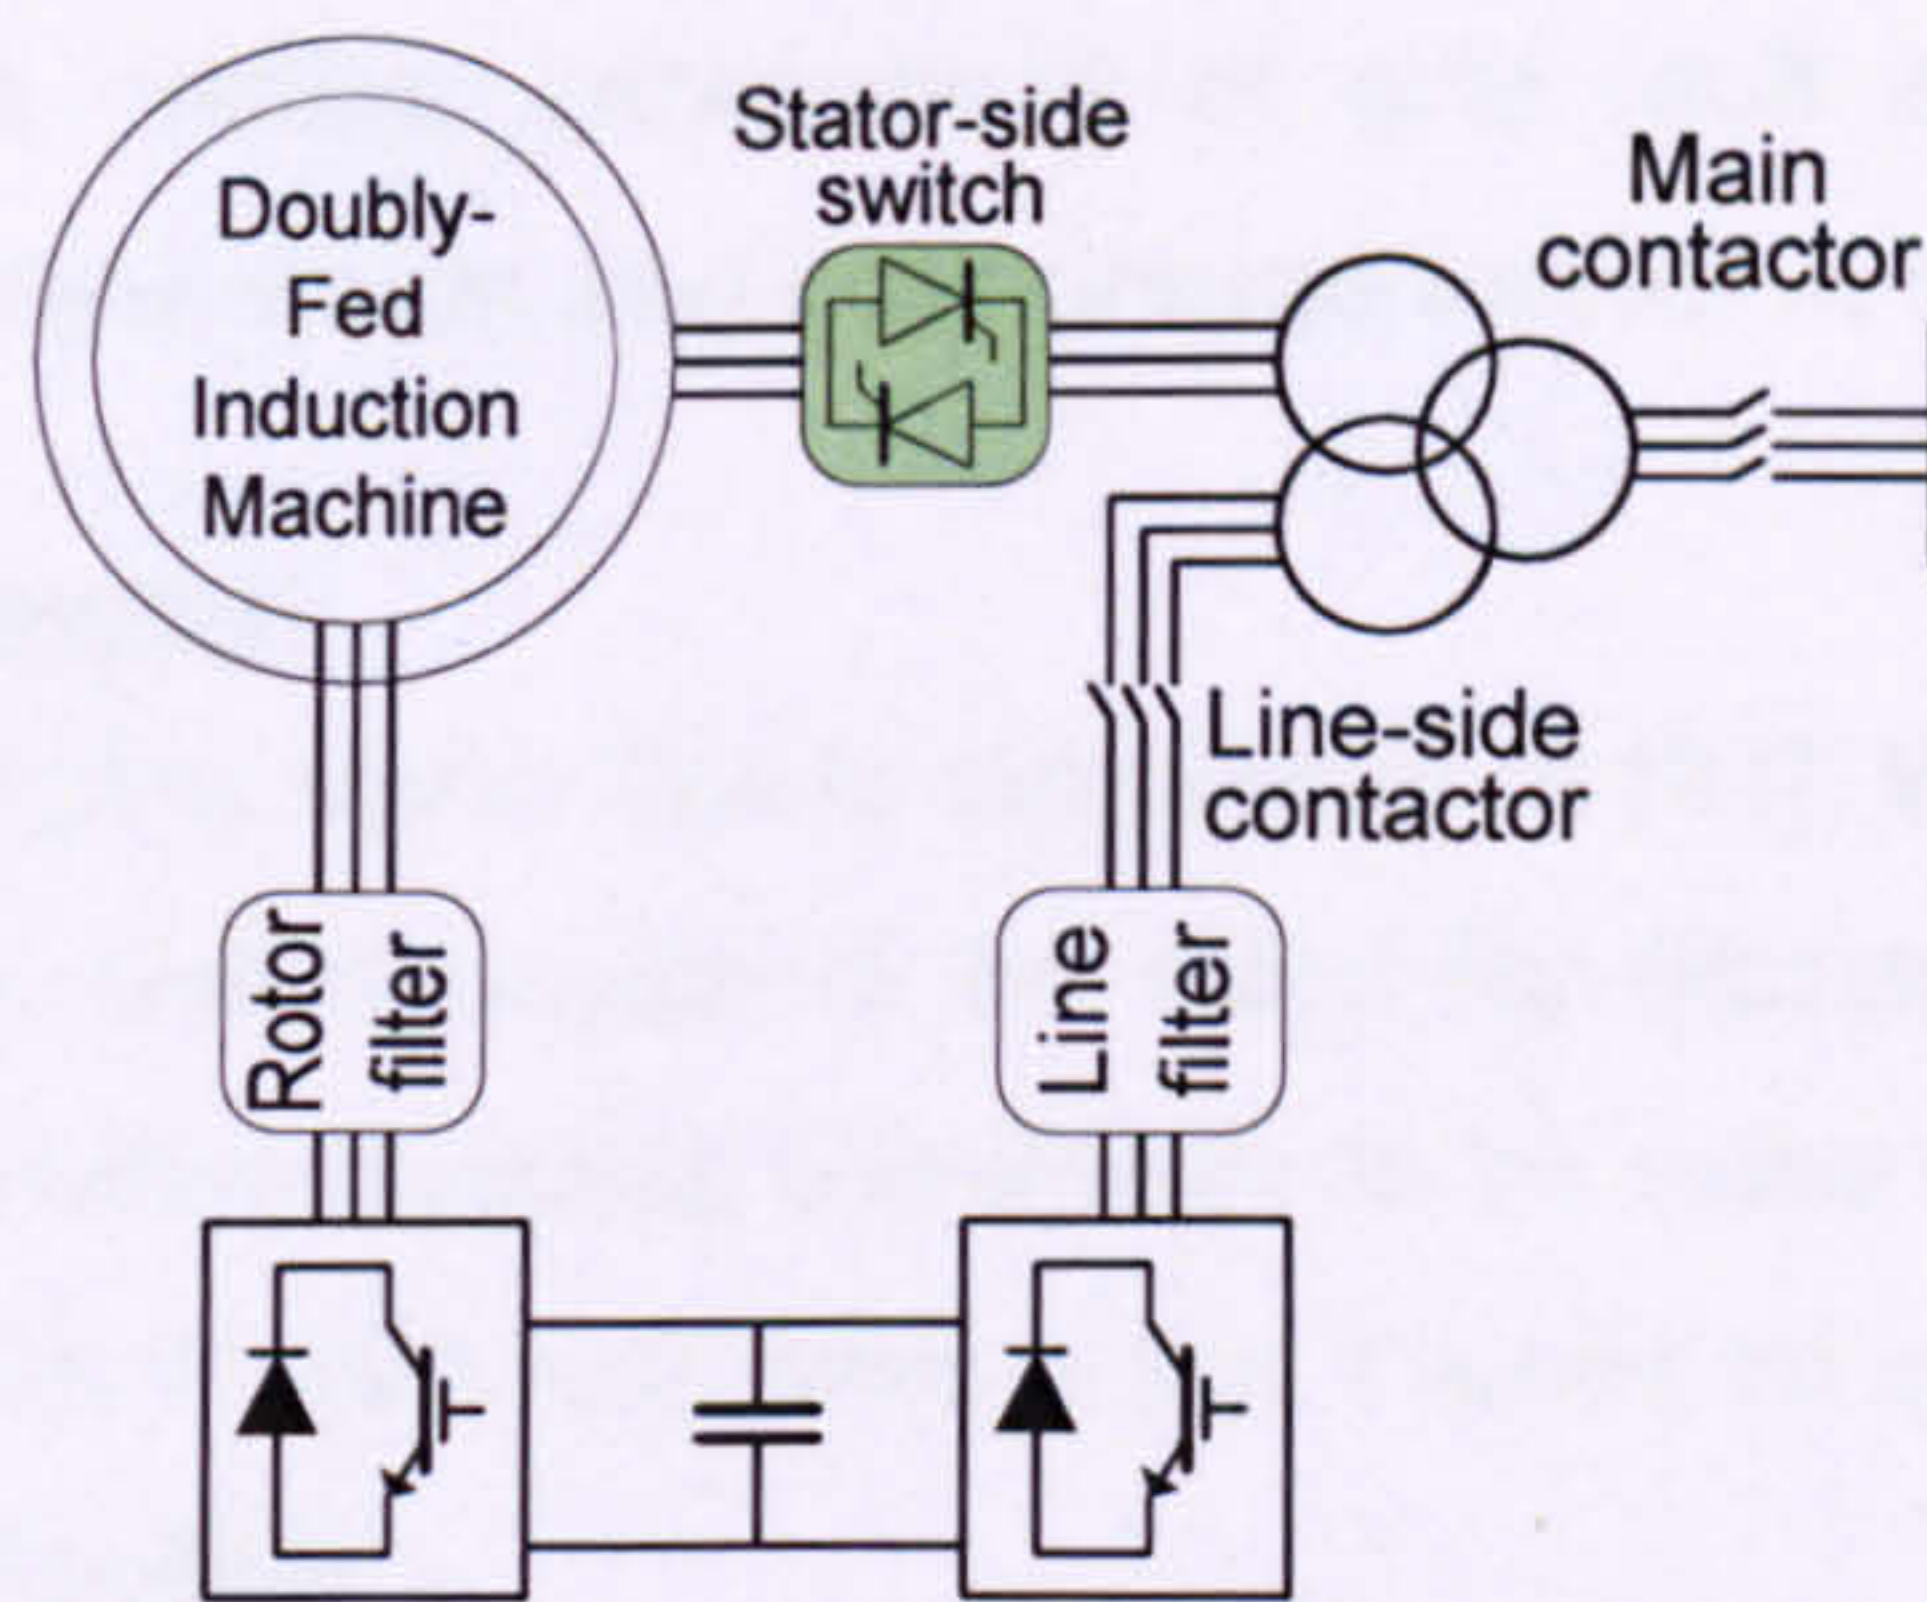 Doubly-
Fed
Induction
Machine
Stator-side
switch
Main
contactor
Line-side
contactor
Rotor
filter
Line
filter